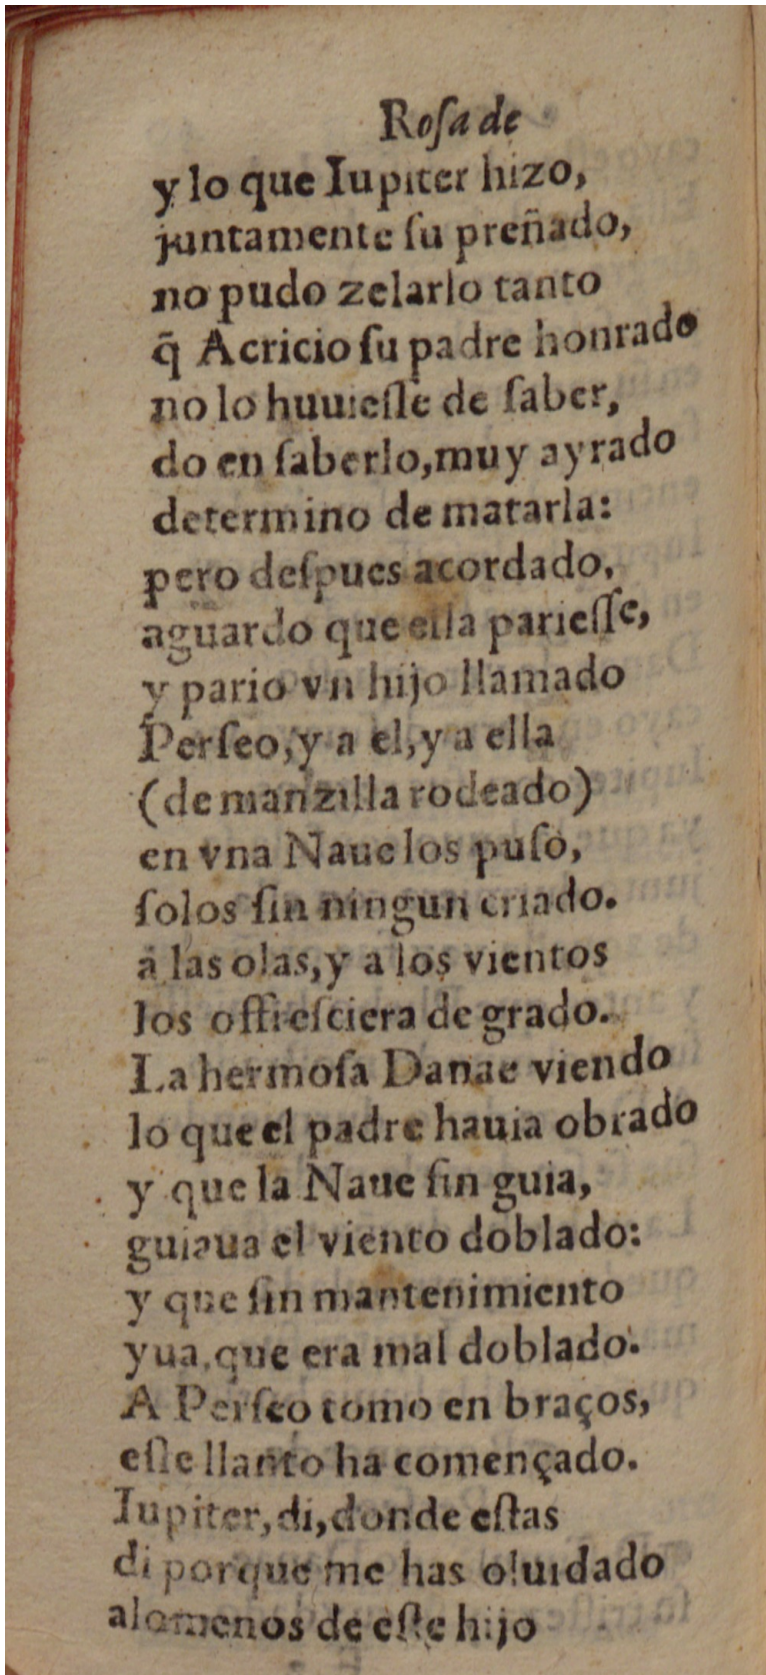 Rosa de
y lo que Iupiter hizo,
juntamente su preñado,
no pudo zelarlo tanto
q̄ Acricio su padre honrado
no lo huuiesse de saber,
do en saberlo, muy ayrado
determino de matarla:
pero despues acordado,
aguardo que ella pariesse,
y pario vn hijo llamado
Perseo, y a el, y a ella
(de manzilla rodeado)
en vna Naue los puso,
solos sin ningun criado.
a las olas, y a los vientos
los offresciera de grado.
La hermosa Danae viendo
lo que el padre hauia obrado
y que la Naue sin guia,
guiaua el viento doblado:
y que sin mantenimiento
yua, que era mal doblado.
A Perseo tomo en braços,
esse llanto ha començado.
Iupiter, di, donde estas
di porque me has oluidado
alomenos de este hijo